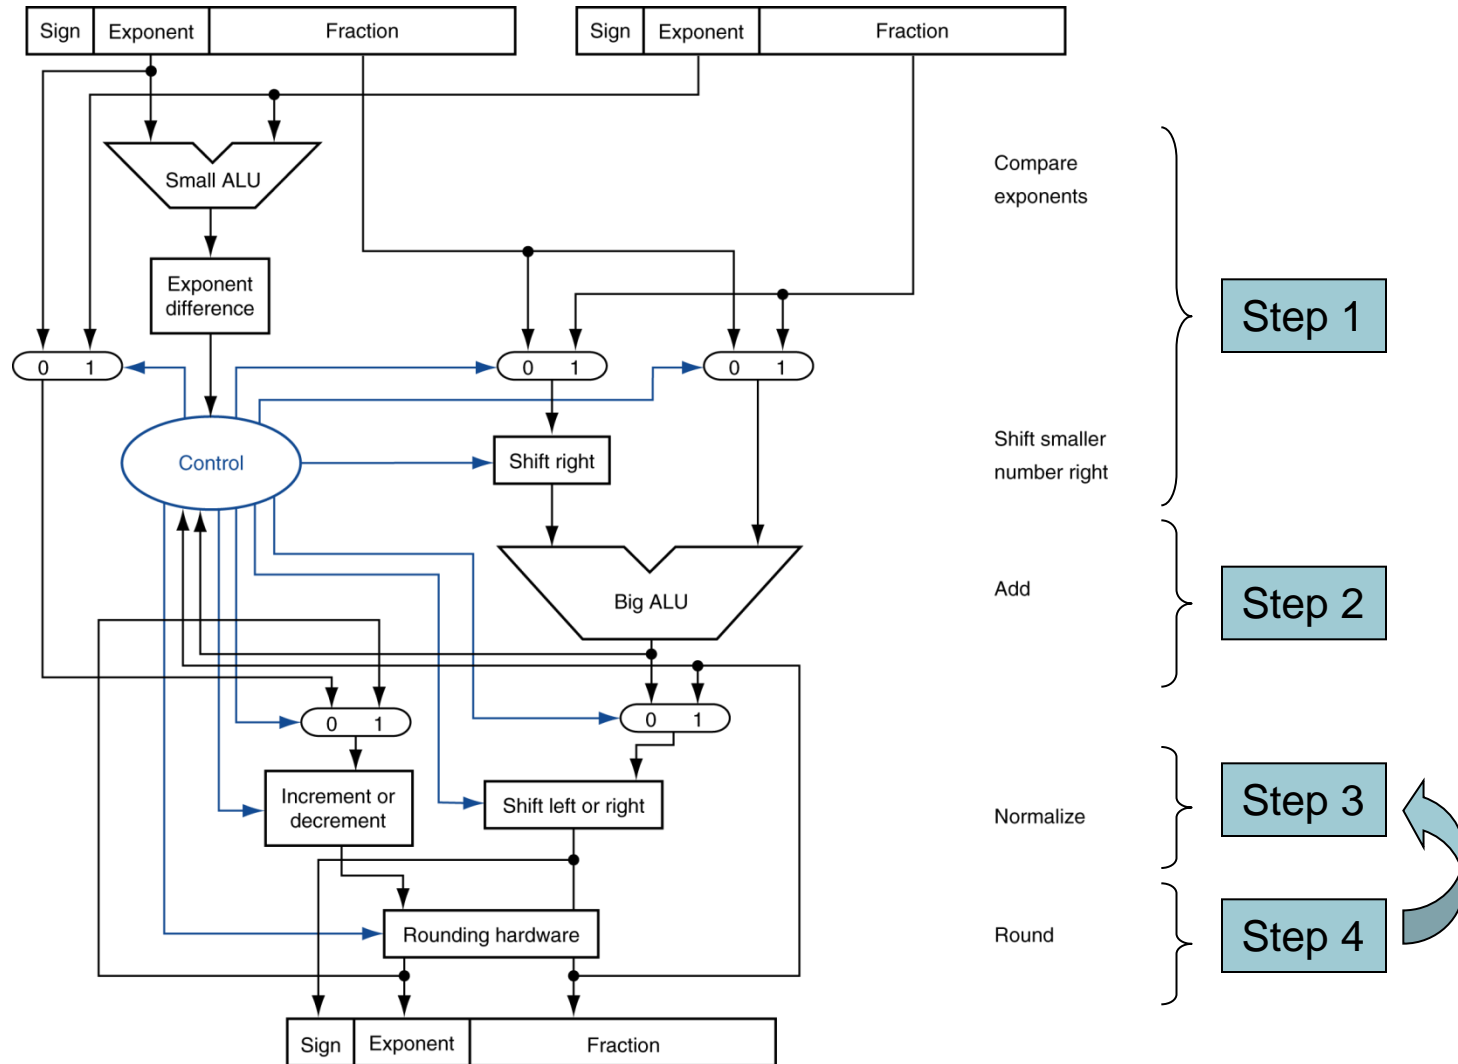 Sign Exponent Fraction Sign Exponent Fraction
Small ALU
Compare
exponents
Exponent
difference
Step 1
0 1 0 1 0 1
Control
Shift right
Shift smaller
number right
Big ALU
Add
Step 2
0 1 0 1
Increment or
decrement
Shift left or right
Normalize
Step 3
Rounding hardware
Round
Step 4
Sign Exponent Fraction